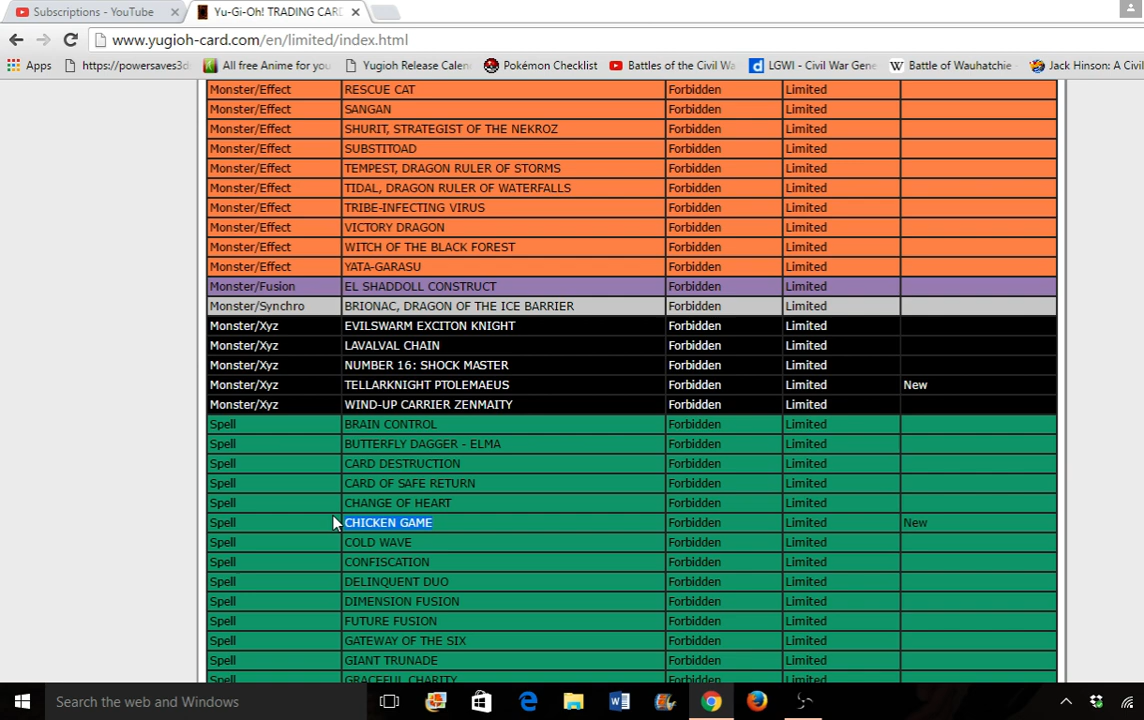 Subscriptions - YouTube
Yu-Gi-Oh! TRADING CARD
www.yugioh-card.com/en/limited/index.html
Apps https://powersaves3d All free Anime for you Yugioh Release Calen Pokémon Checklist Battles of the Civil Wa LGWI - Civil War Gene Battle of Wauhatchie Jack Hinson: A Civil
Monster/Effect RESCUE CAT Forbidden Limited
Monster/Effect SANGAN Forbidden Limited
Monster/Effect SHURIT, STRATEGIST OF THE NEKROZ Forbidden Limited
Monster/Effect SUBSTITOAD Forbidden Limited
Monster/Effect TEMPEST, DRAGON RULER OF STORMS Forbidden Limited
Monster/Effect TIDAL, DRAGON RULER OF WATERFALLS Forbidden Limited
Monster/Effect TRIBE-INFECTING VIRUS Forbidden Limited
Monster/Effect VICTORY DRAGON Forbidden Limited
Monster/Effect WITCH OF THE BLACK FOREST Forbidden Limited
Monster/Effect YATA-GARASU Forbidden Limited
Monster/Fusion EL SHADDOLL CONSTRUCT Forbidden Limited
Monster/Synchro BRIONAC, DRAGON OF THE ICE BARRIER Forbidden Limited
Monster/Xyz EVILSWARM EXCITON KNIGHT Forbidden Limited
Monster/Xyz LAVALVAL CHAIN Forbidden Limited
Monster/Xyz NUMBER 16: SHOCK MASTER Forbidden Limited
Monster/Xyz TELLARKNIGHT PTOLEMAEUS Forbidden Limited New
Monster/Xyz WIND-UP CARRIER ZENMAITY Forbidden Limited
Spell BRAIN CONTROL Forbidden Limited
Spell BUTTERFLY DAGGER - ELMA Forbidden Limited
Spell CARD DESTRUCTION Forbidden Limited
Spell CARD OF SAFE RETURN Forbidden Limited
Spell CHANGE OF HEART Forbidden Limited
Spell CHICKEN GAME Forbidden Limited New
Spell COLD WAVE Forbidden Limited
Spell CONFISCATION Forbidden Limited
Spell DELINQUENT DUO Forbidden Limited
Spell DIMENSION FUSION Forbidden Limited
Spell FUTURE FUSION Forbidden Limited
Spell GATEWAY OF THE SIX Forbidden Limited
Spell GIANT TRUNADE Forbidden Limited
Spell GRACEFUL CHARITY Forbidden Limited
Search the web and Windows